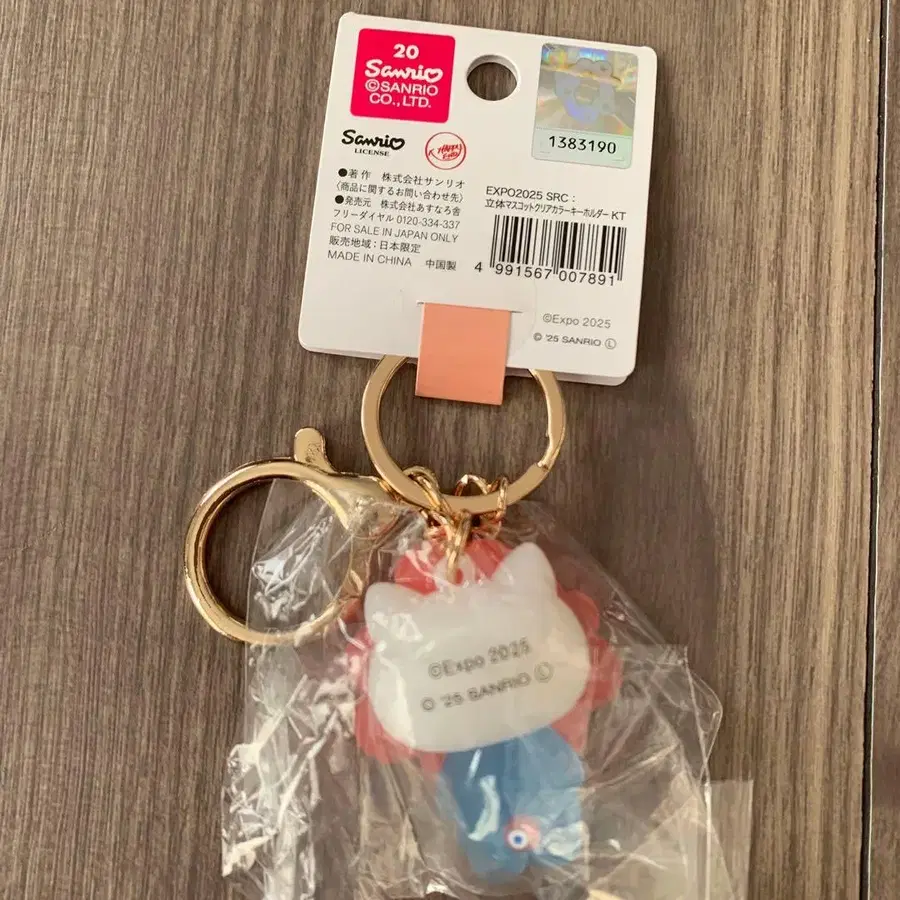 20
Sanrio
©SANRIO
CO., LTD.
Sanrio
LICENSE
1383190
●著作 株式会社サンリオ
〈商品に関するお問い合わせ先〉
●発売元 株式会社あすなろ舎
フリーダイヤル 0120-334-337
FOR SALE IN JAPAN ONLY
販売地域:日本限定
MADE IN CHINA 中国製
EXPO2025 SRC:
立体マスコットクリアカラーキーホルダー KT
4 991567 007891
©Expo 2025
© '25 SANRIO Ⓛ
©Expo 2025
© '25 SANRIO Ⓛ